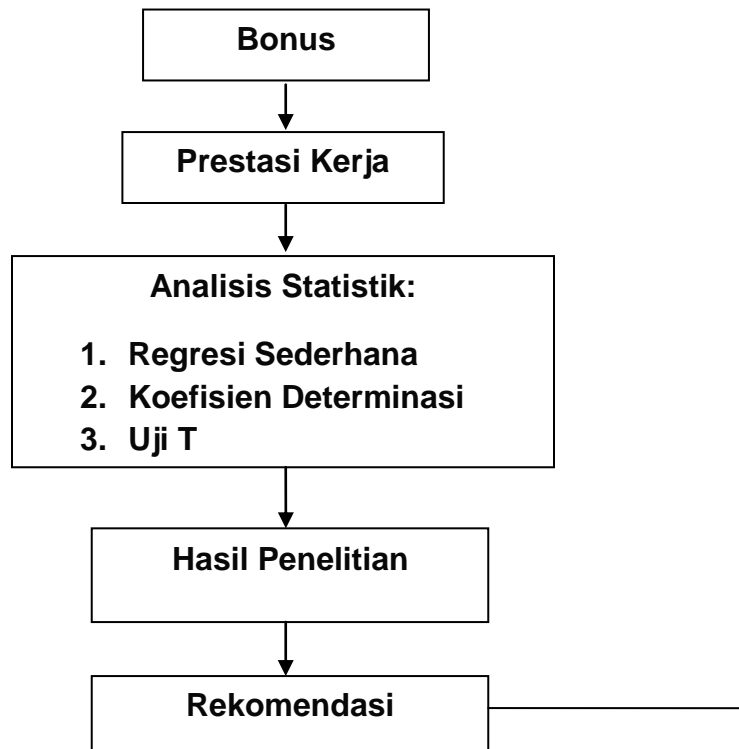 Bonus
Prestasi Kerja
Analisis Statistik:
1. Regresi Sederhana
2. Koefisien Determinasi
3. Uji T
Hasil Penelitian
Rekomendasi